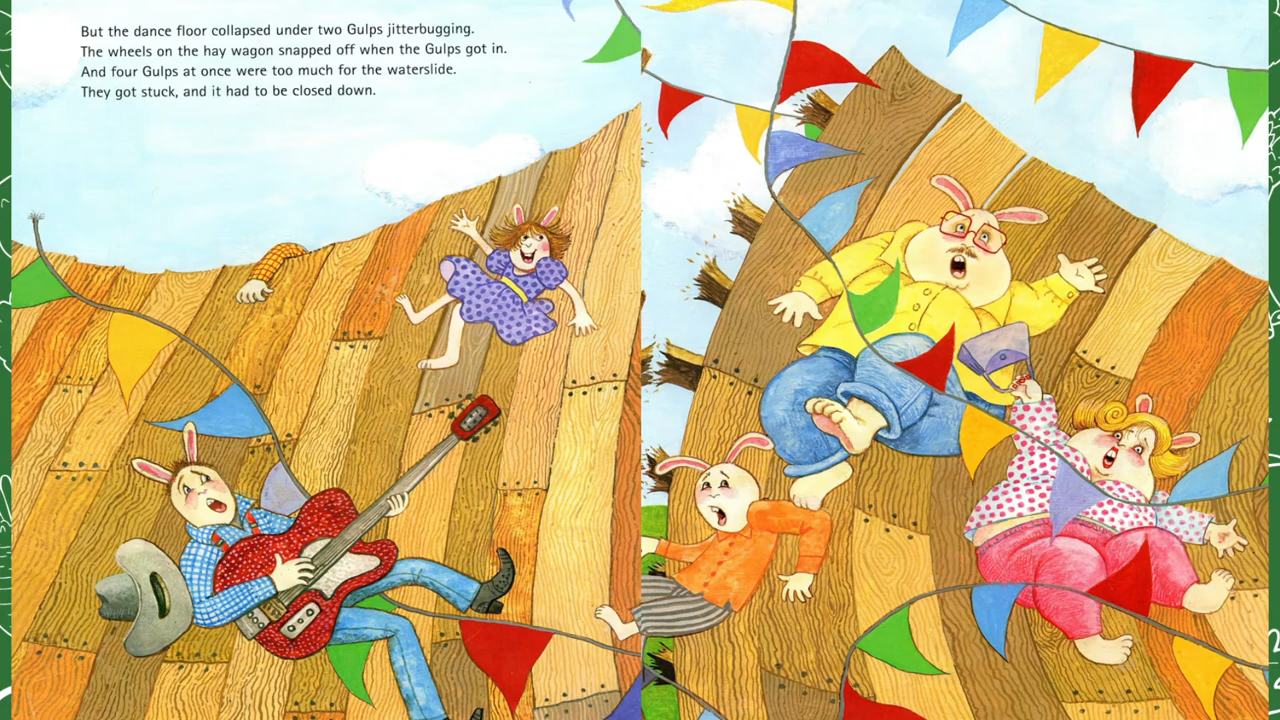 But the dance floor collapsed under two Gulps jitterbugging.
The wheels on the hay wagon snapped off when the Gulps got in.
And four Gulps at once were too much for the waterslide.
They got stuck, and it had to be closed down.